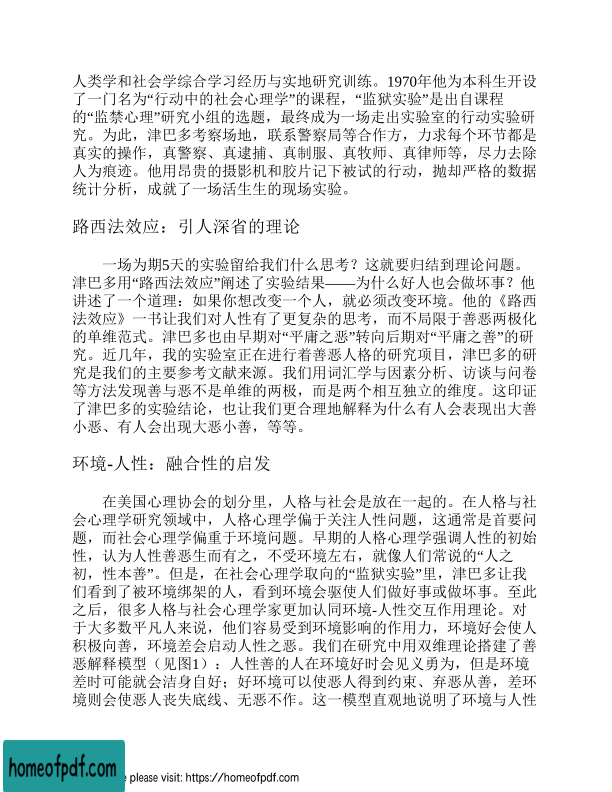 人类学和社会学综合学习经历与实地研究训练。1970年他为本科生开设
了一门名为“行动中的社会心理学”的课程，“监狱实验”是出自课程
的“监禁心理”研究小组的选题，最终成为一场走出实验室的行动实验研
究。为此，津巴多考察场地，联系警察局等合作方，力求每个环节都是
真实的操作，真警察、真逮捕、真制服、真牧师、真律师等，尽力去除
人为痕迹。他用昂贵的摄影机和胶片记下被试的行动，抛却严格的数据
统计分析，成就了一场活生生的现场实验。
路西法效应：引人深省的理论
一场为期5天的实验留给我们什么思考？这就要归结到理论问题。
津巴多用“路西法效应”阐述了实验结果——为什么好人也会做坏事？他
讲述了一个道理：如果你想改变一个人，就必须改变环境。他的《路西
法效应》一书让我们对人性有了更复杂的思考，而不局限于善恶两极化
的单维范式。津巴多也由早期对“平庸之恶”转向后期对“平庸之善”的研
究。近几年，我的实验室正在进行着善恶人格的研究项目，津巴多的研
究是我们的主要参考文献来源。我们用词汇学与因素分析、访谈与问卷
等方法发现善与恶不是单维的两极，而是两个相互独立的维度。这印证
了津巴多的实验结论，也让我们更合理地解释为什么有人会表现出大善
小恶、有人会出现大恶小善，等等。
环境-人性：融合性的启发
在美国心理协会的划分里，人格与社会是放在一起的。在人格与社
会心理学研究领域中，人格心理学偏于关注人性问题，这通常是首要问
题，而社会心理学偏重于环境问题。早期的人格心理学强调人性的初始
性，认为人性善恶生而有之，不受环境左右，就像人们常说的“人之
初，性本善”。但是，在社会心理学取向的“监狱实验”里，津巴多让我
们看到了被环境绑架的人，看到环境会驱使人们做好事或做坏事。至此
之后，很多人格与社会心理学家更加认同环境-人性交互作用理论。对
于大多数平凡人来说，他们容易受到环境影响的作用力，环境好会使人
积极向善，环境差会启动人性之恶。我们在研究中用双维理论搭建了善
恶解释模型（见图1）：人性善的人在环境好时会见义勇为，但是环境
差时可能就会洁身自好；好环境可以使恶人得到约束、弃恶从善，差环
境则会使恶人丧失底线、无恶不作。这一模型直观地说明了环境与人性
homeofpdf.com
e please visit: https://homeofpdf.com